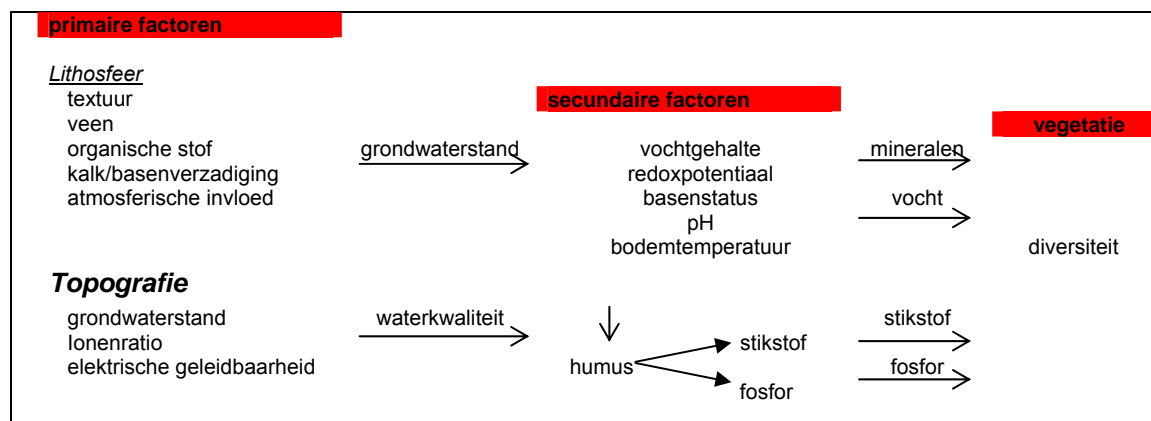 primaire factoren
Lithosfeer
textuur
veen
organische stof
kalk/basenverzadiging
atmosferische invloed
grondwaterstand
secundaire factoren
vochtgehalte
redoxpotentiaal
basenstatus
pH
bodemtemperatuur
mineralen
vocht
vegetatie
diversiteit
Topografie
grondwaterstand
Ionenratio
elektrische geleidbaarheid
waterkwaliteit
humus
stikstof
fosfor
stikstof
fosfor